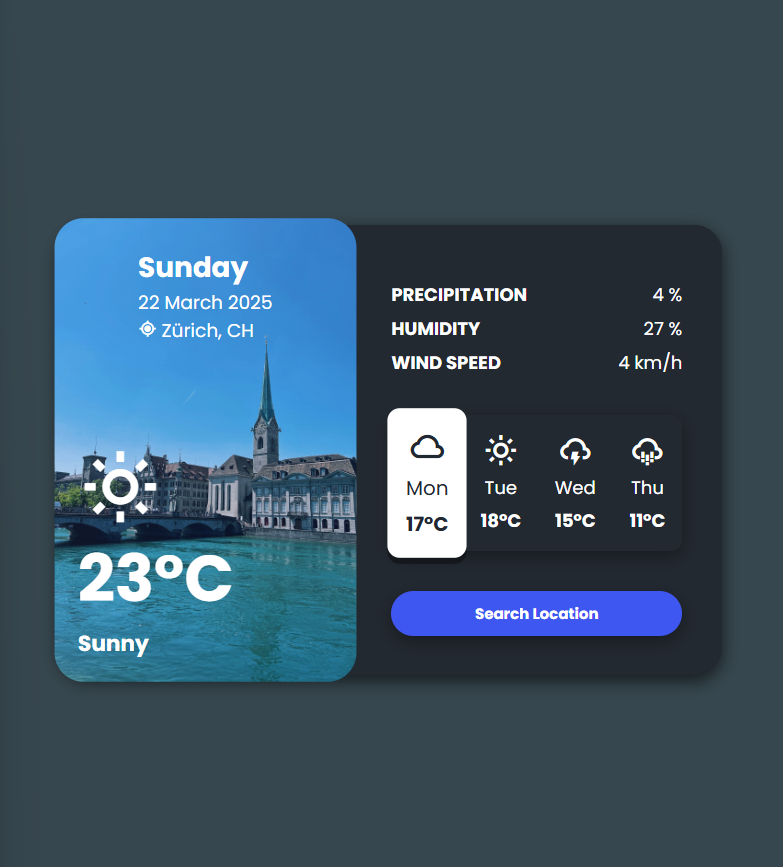 Sunday
22 March 2025
Zürich, CH
23°C
Sunny
PRECIPITATION 4 %
HUMIDITY 27 %
WIND SPEED 4 km/h
Mon Tue Wed Thu
17°C 18°C 15°C 11°C
Search Location